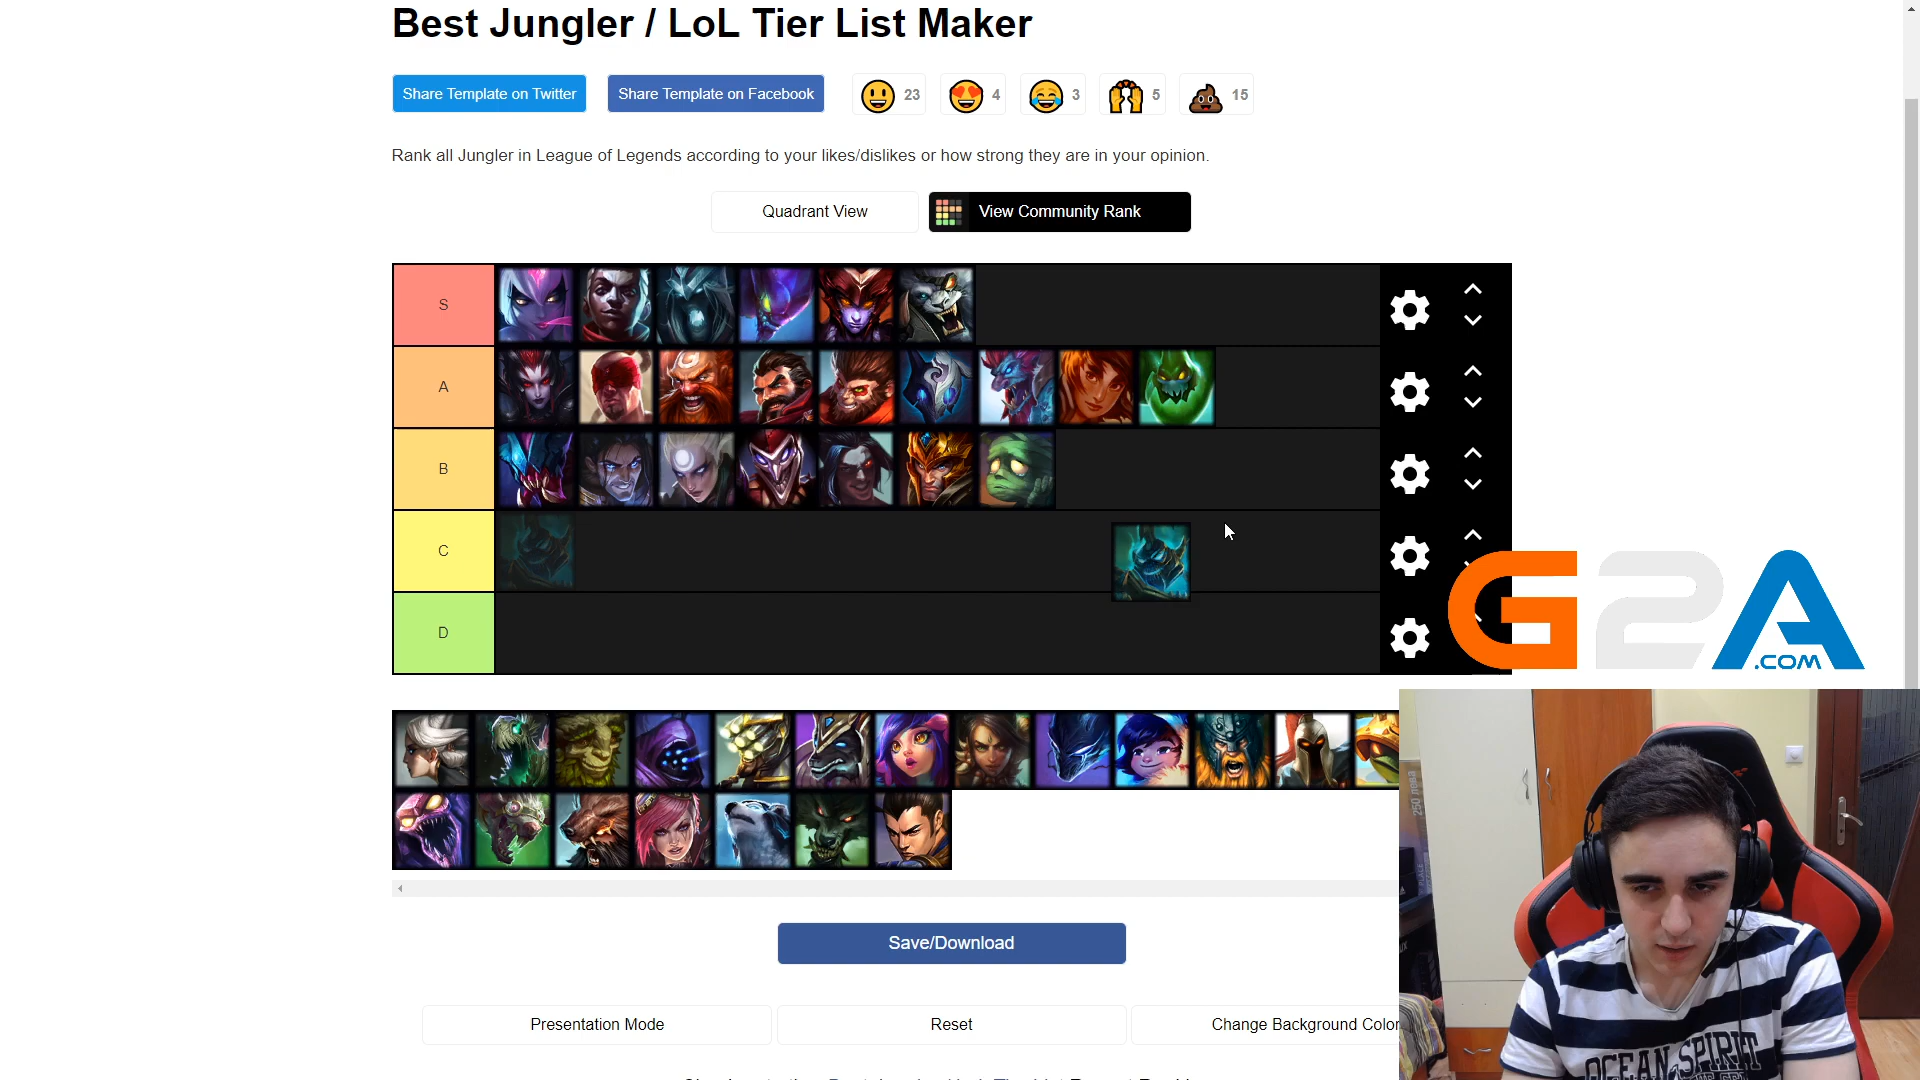 Best Jungler / LoL Tier List Maker
Share Template on Twitter
Share Template on Facebook
23
4
3
5
15
Rank all Jungler in League of Legends according to your likes/dislikes or how strong they are in your opinion.
Quadrant View
View Community Rank
S
A
B
C
D
G2A
.COM
Save/Download
Presentation Mode
Reset
Change Background Color
OCEAN SPIRIT